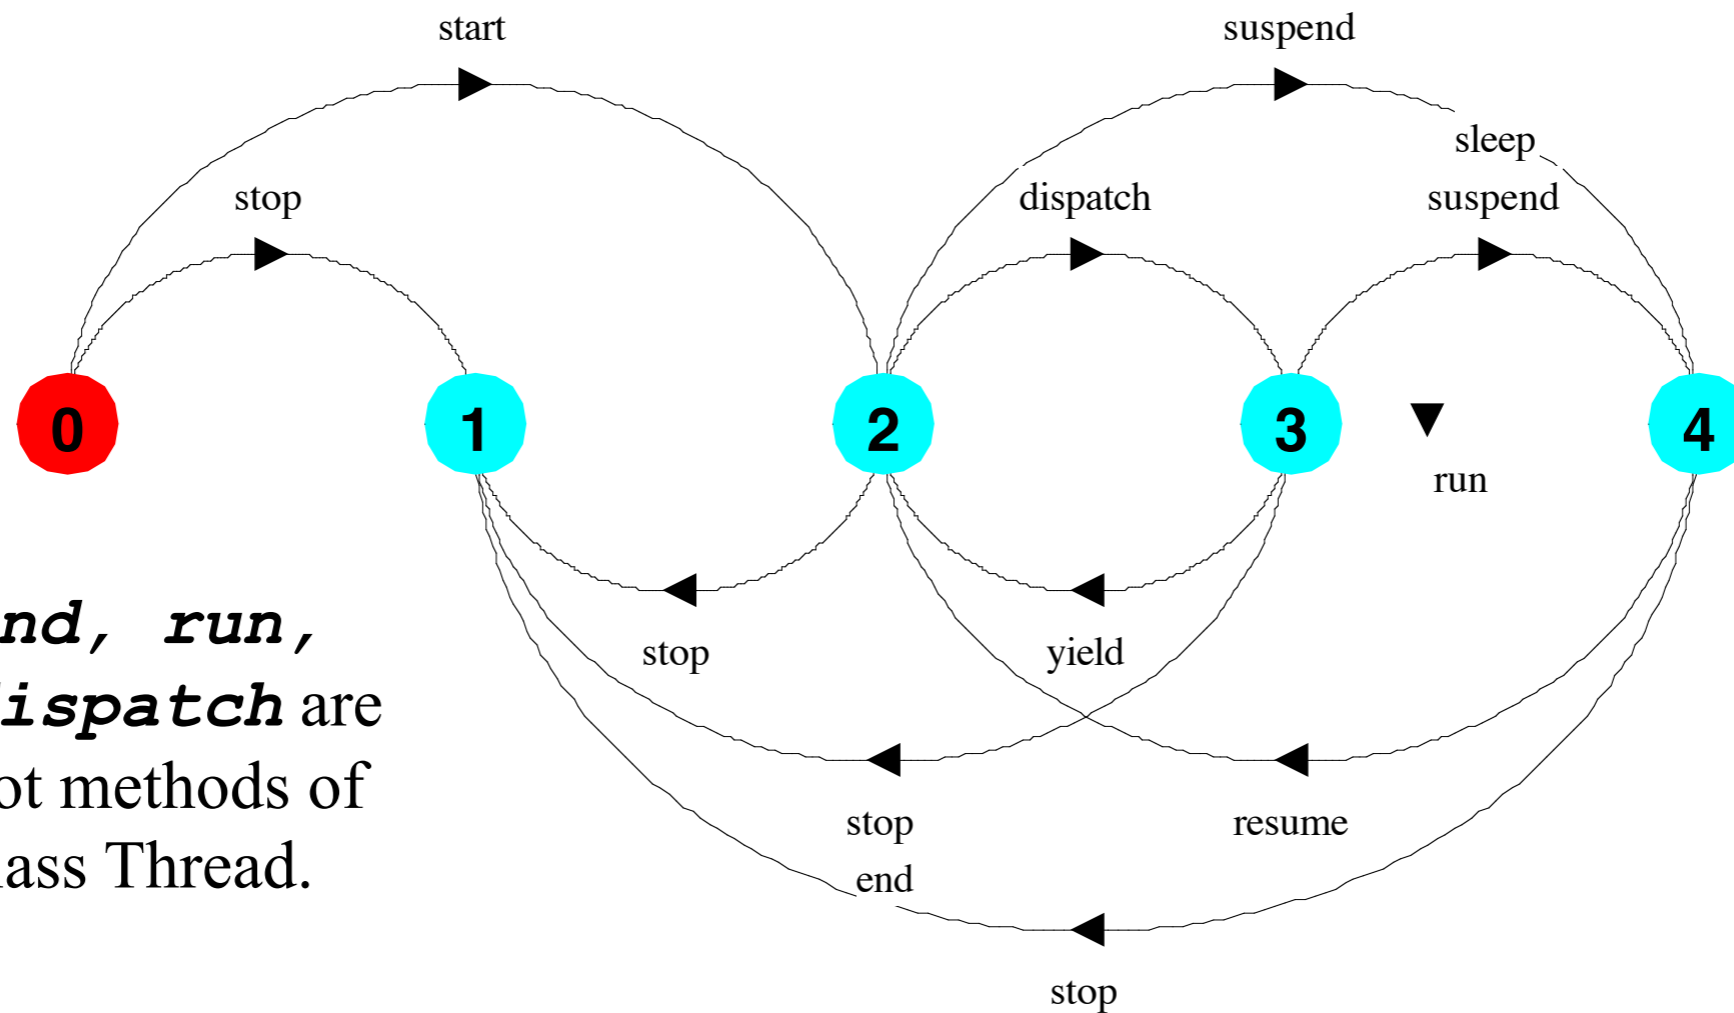 start
suspend
sleep
stop
dispatch
suspend
0
1
2
3
4
run
nd, run,
ispatch are
ot methods of
lass Thread.
stop
yield
stop
resume
end
stop